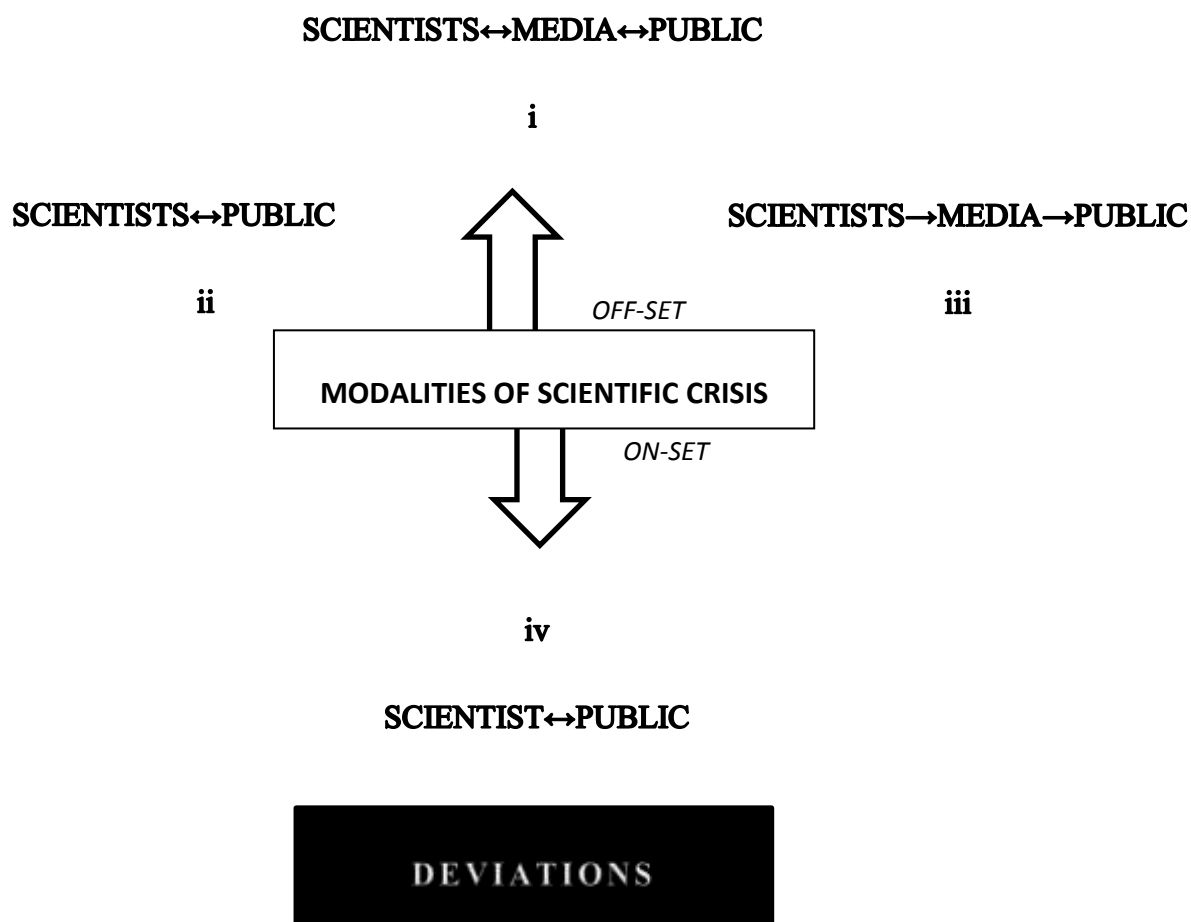 SCIENTISTS↔MEDIA↔PUBLIC
i
SCIENTISTS↔PUBLIC
SCIENTISTS→MEDIA→PUBLIC
ii
iii
OFF-SET
MODALITIES OF SCIENTIFIC CRISIS
ON-SET
iv
SCIENTIST↔PUBLIC
DEVIATIONS